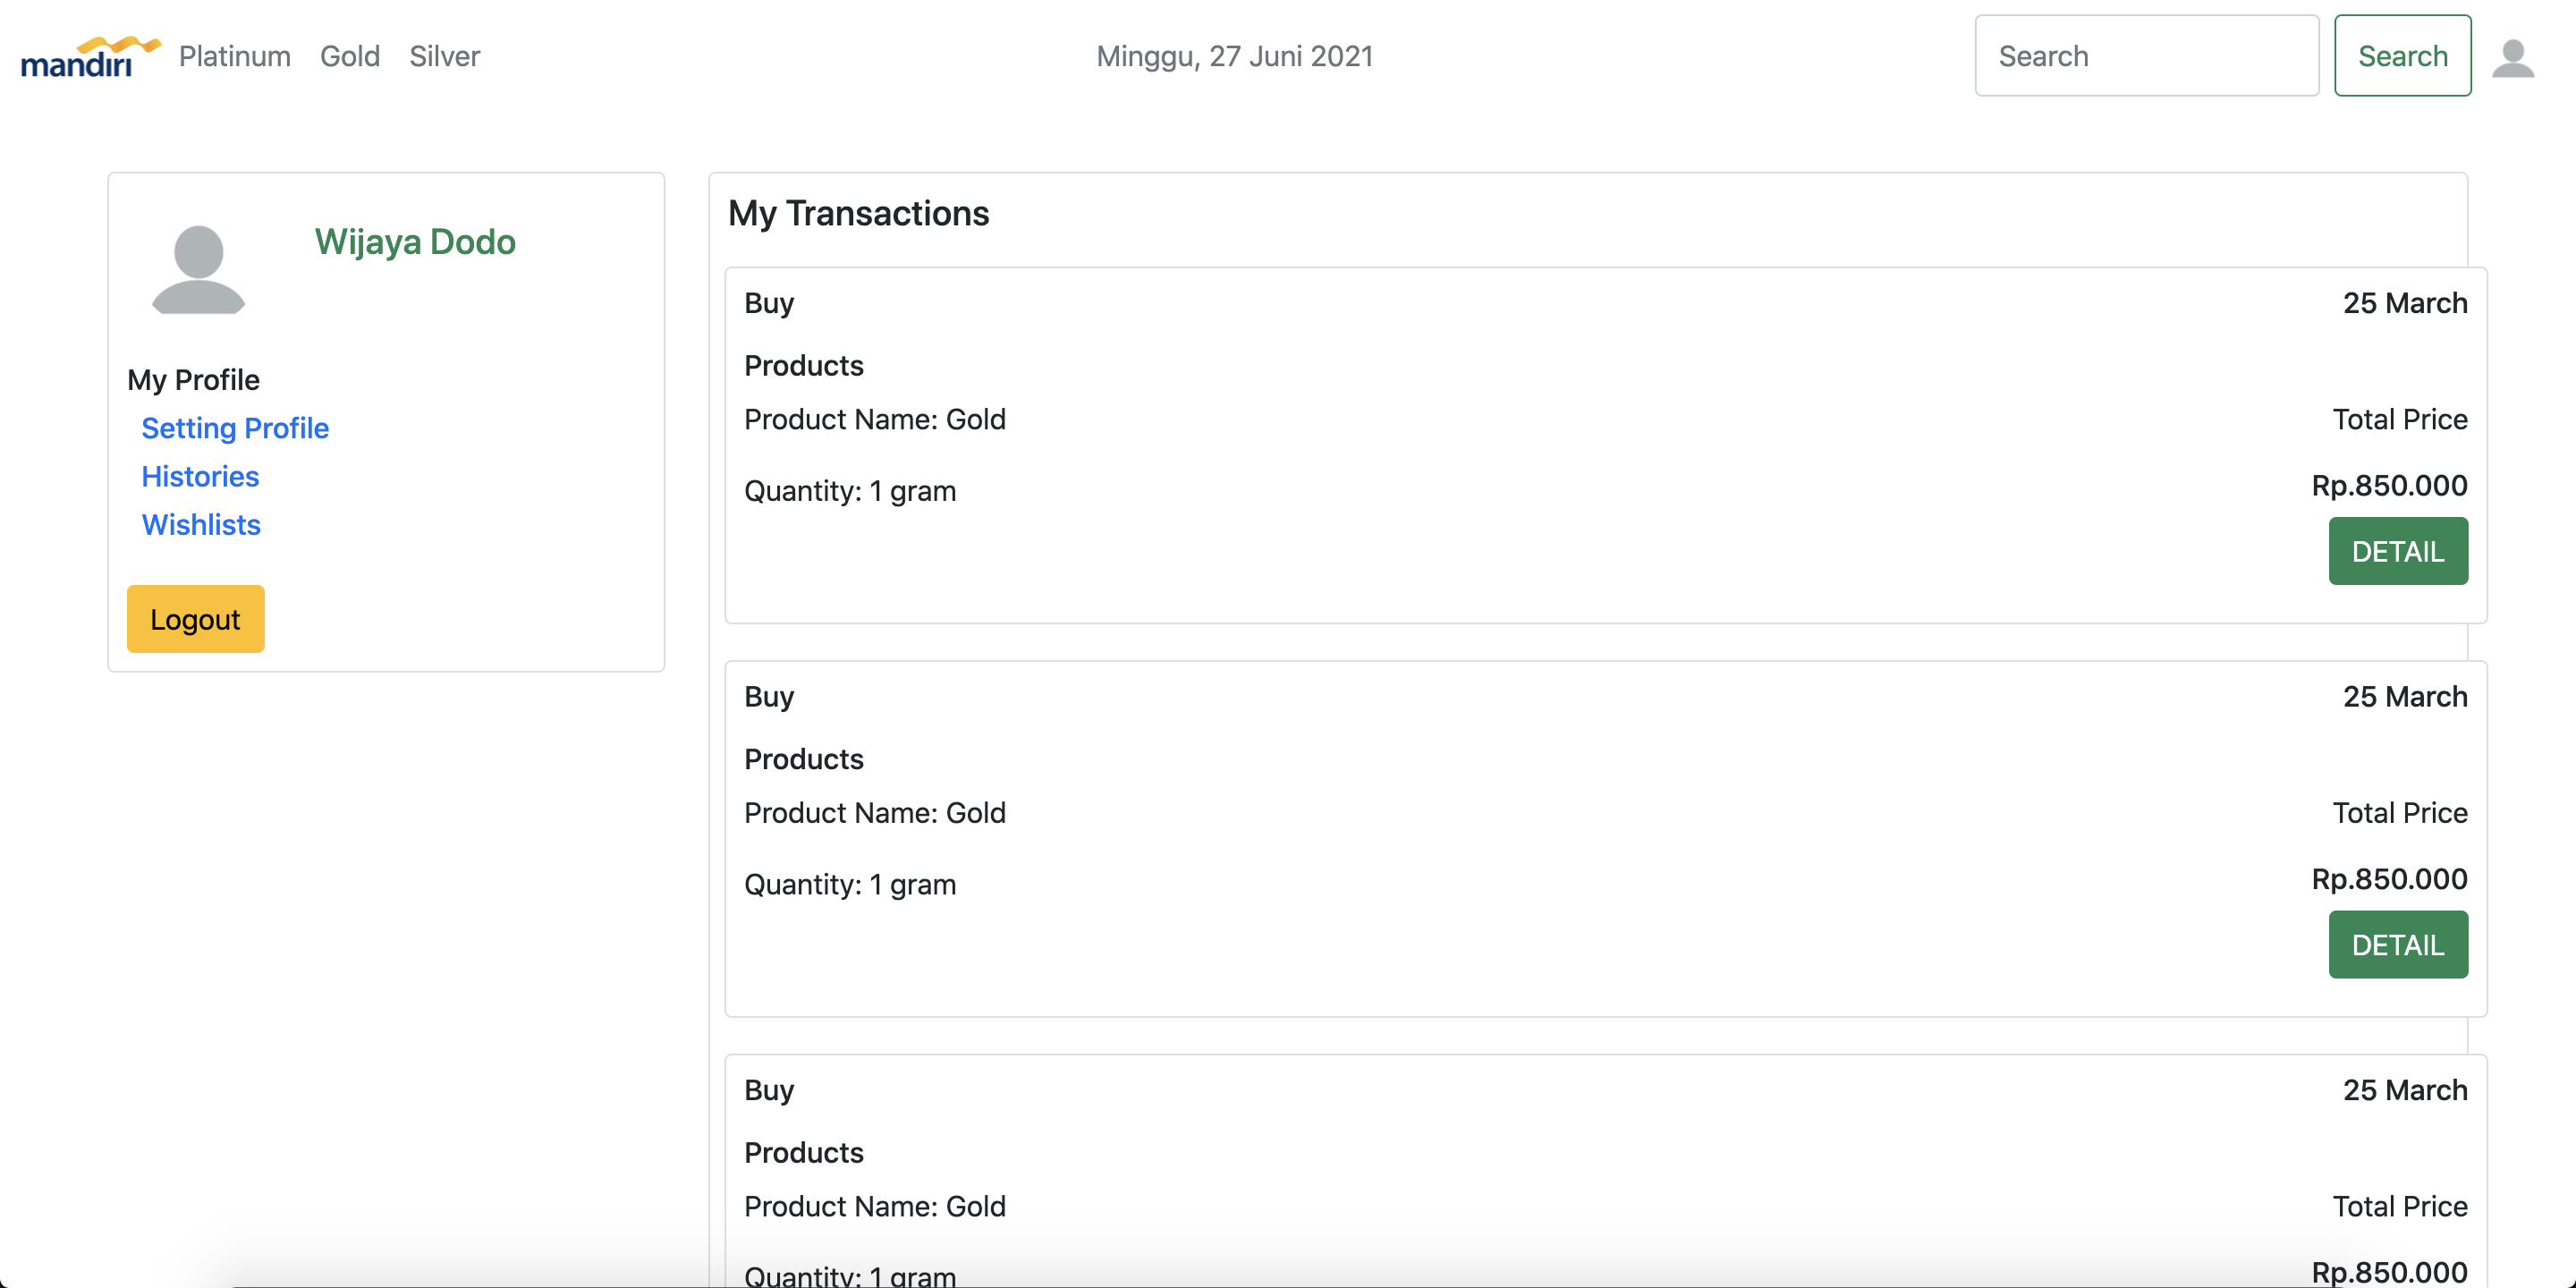 mandiri Platinum Gold Silver Minggu, 27 Juni 2021 Search Search
Wijaya Dodo
My Profile
Setting Profile
Histories
Wishlists
Logout
My Transactions
Buy 25 March
Products
Product Name: Gold Total Price
Quantity: 1 gram Rp.850.000
DETAIL
Buy 25 March
Products
Product Name: Gold Total Price
Quantity: 1 gram Rp.850.000
DETAIL
Buy 25 March
Products
Product Name: Gold Total Price
Quantity: 1 gram Rp.850.000